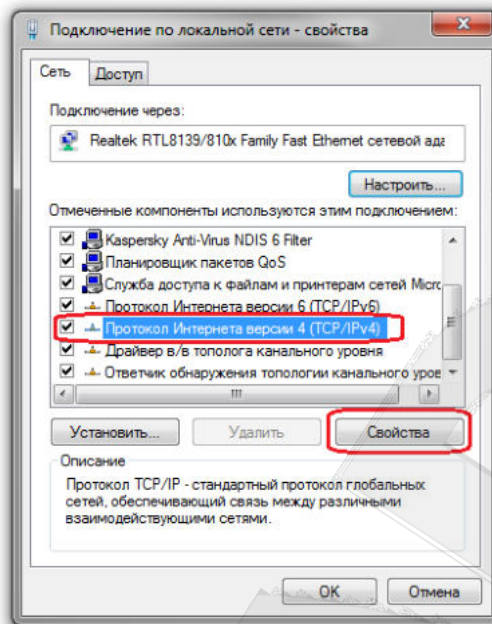 Подключение по локальной сети - свойства
Сеть Доступ
Подключение через:
Realtek RTL8139/810x Family Fast Ethernet сетевой ада
Настроить...
Отмеченные компоненты используются этим подключением:
Kaspersky Anti-Virus NDIS 6 Filter
Планировщик пакетов QoS
Служба доступа к файлам и принтерам сетей Micro
Протокол Интернета версии 6 (TCP/IPv6)
Протокол Интернета версии 4 (TCP/IPv4)
Драйвер в/в тополога канального уровня
Ответчик обнаружения топологии канального уров
Установить... Удалить Свойства
Описание
Протокол TCP/IP - стандартный протокол глобальных
сетей, обеспечивающий связь между различными
взаимодействующими сетями.
OK Отмена